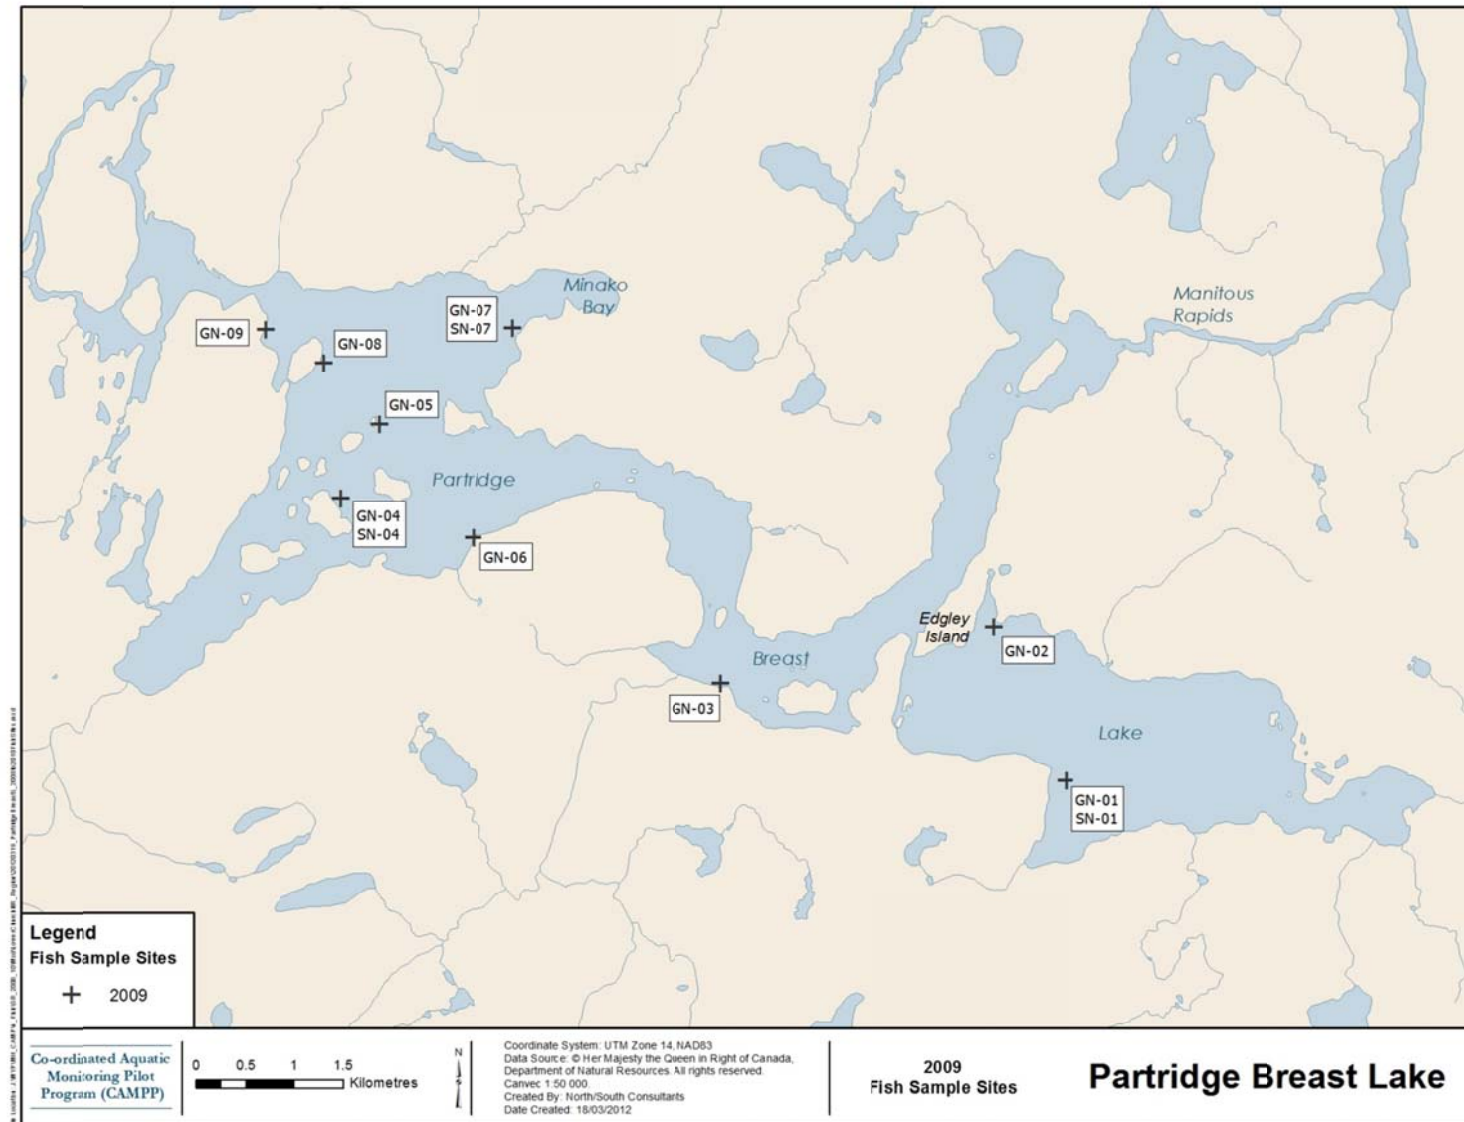 Minako
Bay
Manitous
Rapids
GN-07
SN-07
GN-09
GN-08
GN-05
Partridge
GN-04
SN-04
GN-06
Edgley
Island
GN-02
Breast
GN-03
Lake
GN-01
SN-01
Legend
Fish Sample Sites
2009
Co-ordinated Aquatic
Monitoring Pilot
Program (CAMPP)
0 0.5 1 1.5
Kilometres
N
S
Coordinate System: UTM Zone 14,NAD83
Data Source: © Her Majesty the Queen in Right of Canada,
Department of Natural Resources. All rights reserved.
Canvec 1:50 000.
Created By: North/South Consultants
Date Created: 18/03/2012
2009
Fish Sample Sites
Partridge Breast Lake